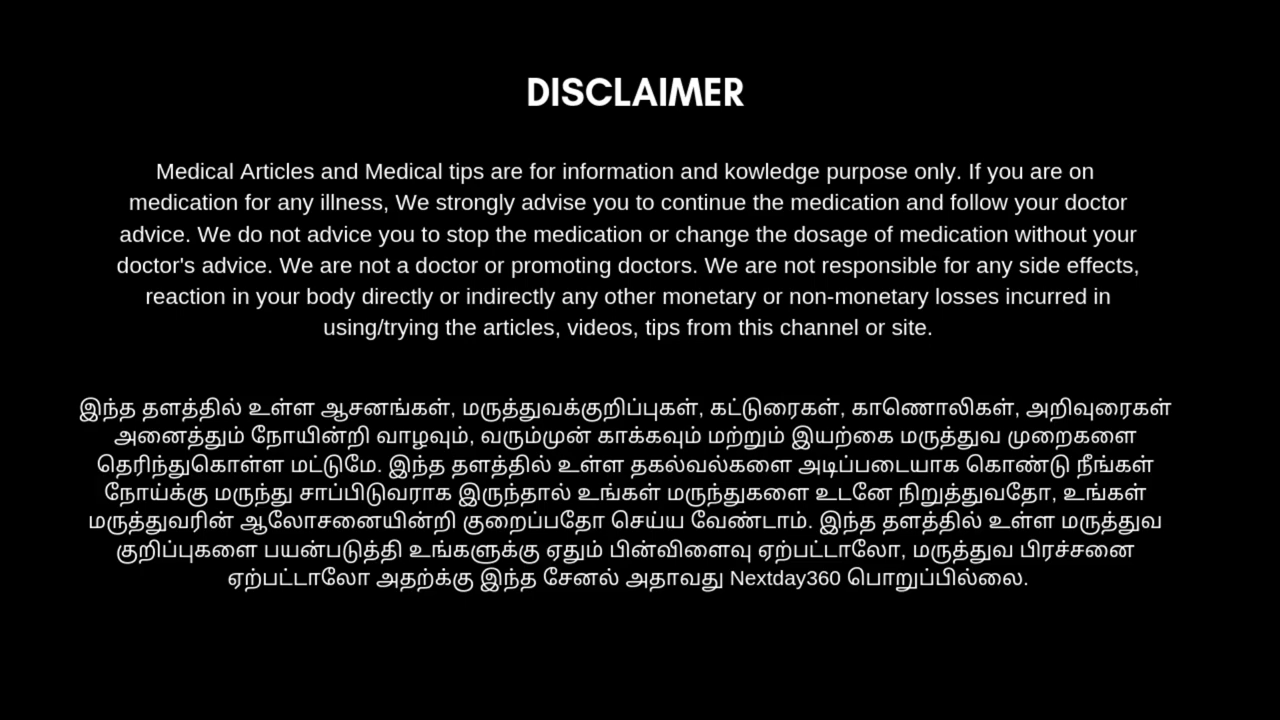 DISCLAIMER
Medical Articles and Medical tips are for information and kowledge purpose only. If you are on
medication for any illness, We strongly advise you to continue the medication and follow your doctor
advice. We do not advice you to stop the medication or change the dosage of medication without your
doctor's advice. We are not a doctor or promoting doctors. We are not responsible for any side effects,
reaction in your body directly or indirectly any other monetary or non-monetary losses incurred in
using/trying the articles, videos, tips from this channel or site.
இந்த தளத்தில் உள்ள ஆசனங்கள், மருத்துவக்குறிப்புகள், கட்டுரைகள், காணொலிகள், அறிவுரைகள்
அனைத்தும் நோயின்றி வாழவும், வரும்முன் காக்கவும் மற்றும் இயற்கை மருத்துவ முறைகளை
தெரிந்துகொள்ள மட்டுமே. இந்த தளத்தில் உள்ள தகல்வல்களை அடிப்படையாக கொண்டு நீங்கள்
நோய்க்கு மருந்து சாப்பிடுவராக இருந்தால் உங்கள் மருந்துகளை உடனே நிறுத்துவதோ, உங்கள்
மருத்துவரின் ஆலோசனையின்றி குறைப்பதோ செய்ய வேண்டாம். இந்த தளத்தில் உள்ள மருத்துவ
குறிப்புகளை பயன்படுத்தி உங்களுக்கு ஏதும் பின்விளைவு ஏற்பட்டாலோ, மருத்துவ பிரச்சனை
ஏற்பட்டாலோ அதற்க்கு இந்த சேனல் அதாவது Nextday360 பொறுப்பில்லை.